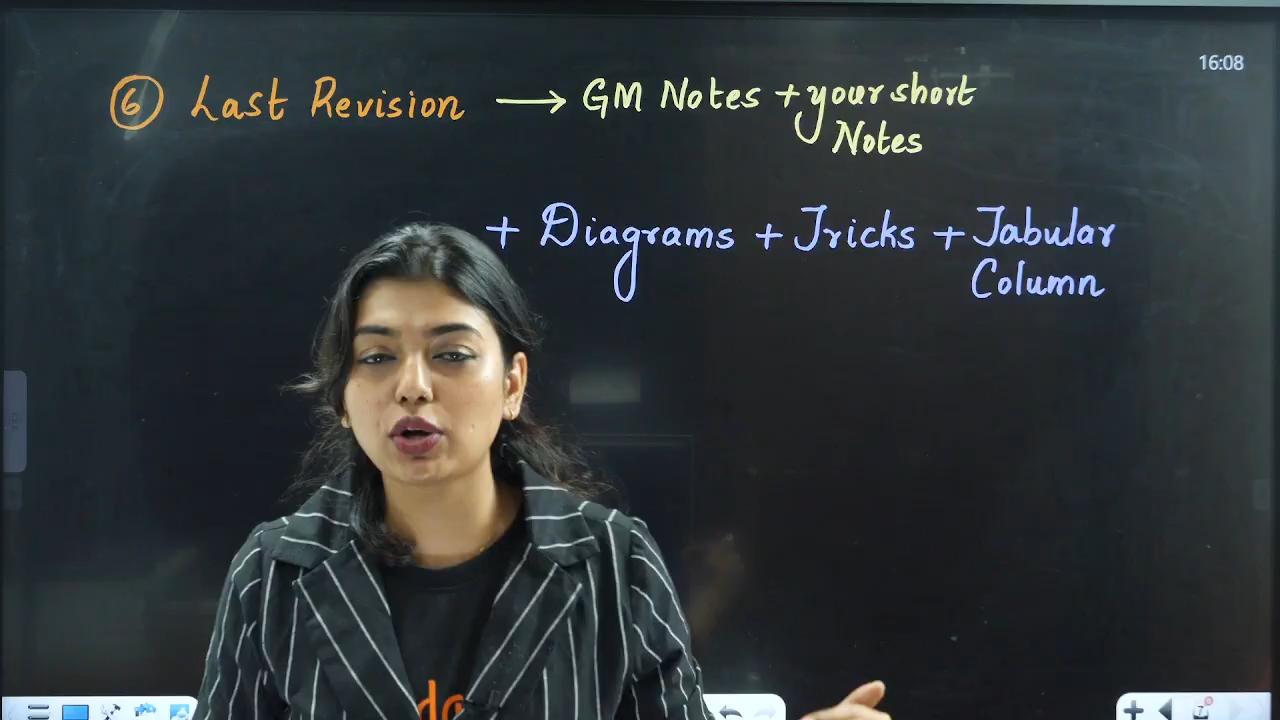 16:08
6 Last Revision → GM Notes + your short
Notes
+ Diagrams + Tricks + Tabular
Column